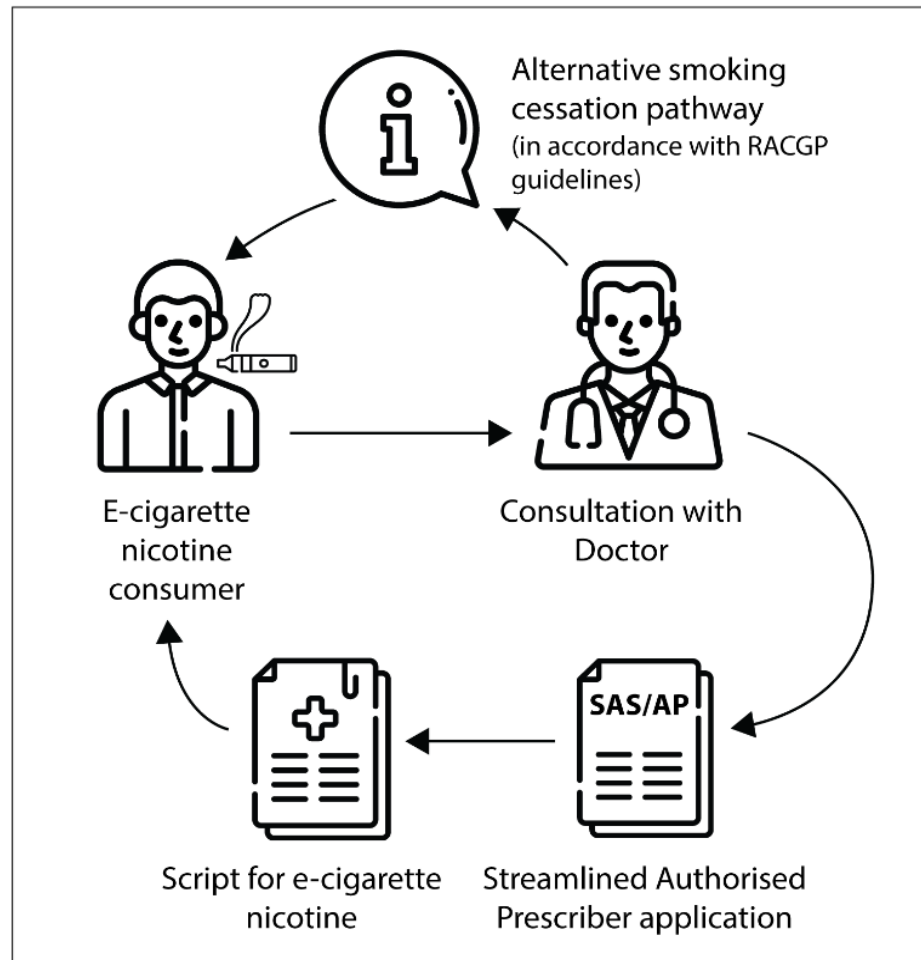 Alternative smoking
cessation pathway
(in accordance with RACGP
guidelines)
E-cigarette
nicotine
consumer
Consultation with
Doctor
SAS/AP
Script for e-cigarette
nicotine
Streamlined Authorised
Prescriber application